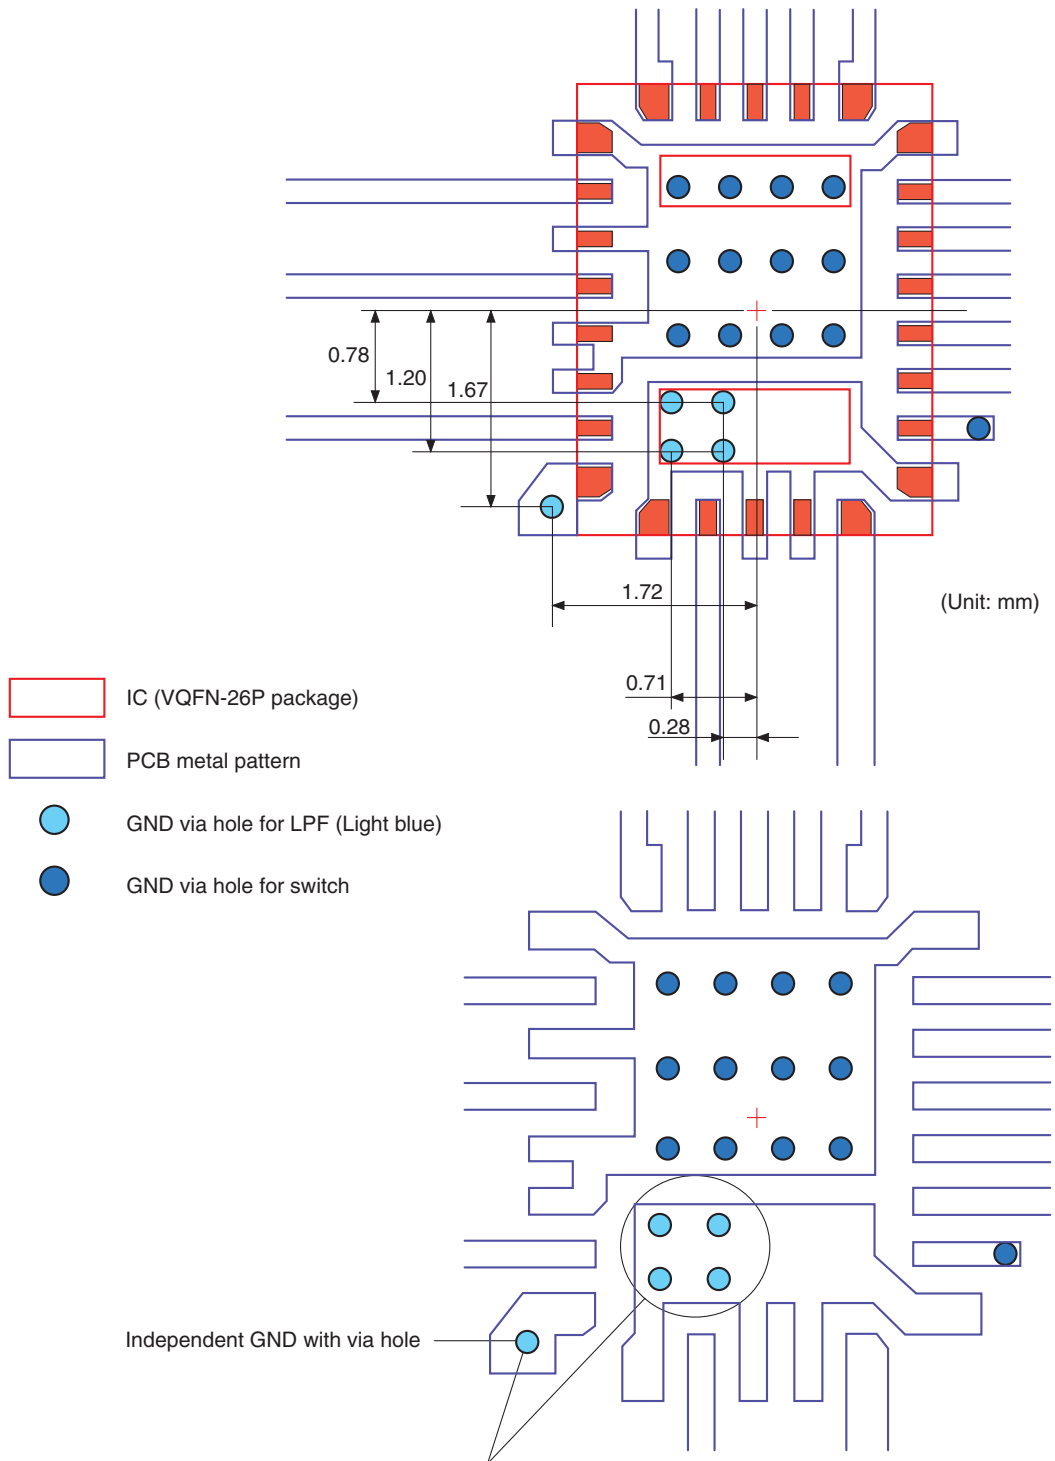 0.78
1.20
1.67
1.72
(Unit: mm)
0.71
0.28
IC (VQFN-26P package)
PCB metal pattern
GND via hole for LPF (Light blue)
GND via hole for switch
Independent GND with via hole